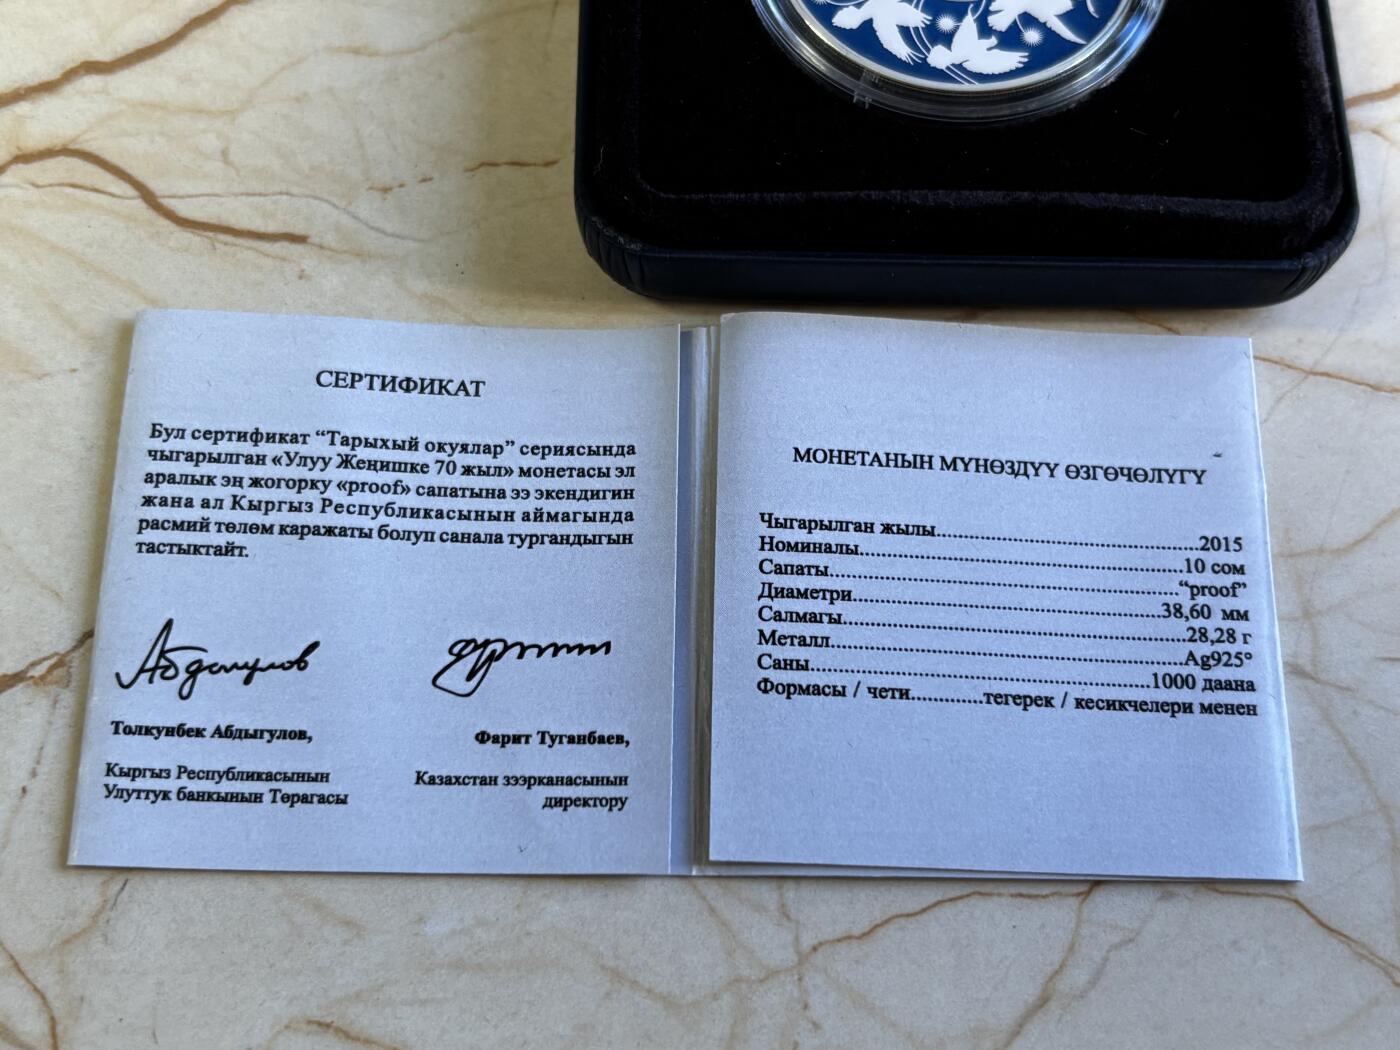 СЕРТИФИКАТ
Бул сертификат “Тарыхый окуялар” сериясында
чыгарылган «Улуу Жеңишке 70 жыл» монетасы эл
аралык эң жогорку «proof» сапатына ээ экендигин
жана ал Кыргыз Республикасынын аймагында
расмий төлөм каражаты болуп санала тургандыгын
тастыктайт.
Абдыгулов
Толкунбек Абдыгулов,
Кыргыз Республикасынын
Улуттук банкынын Төрагасы
Фарит Туганбаев,
Казахстан зээрканасынын
директору
МОНЕТАНЫН МҮНӨЗДҮҮ ӨЗГӨЧӨЛҮГҮ
Чыгарылган жылы....................................................2015
Номиналы.................................................................10 сом
Сапаты......................................................................“proof”
Диаметри...............................................................38,60 мм
Салмагы....................................................................28,28 г
Металл......................................................................Ag925°
Саны....................................................................1000 даана
Формасы / чети..............тегерек / кесикчелери менен